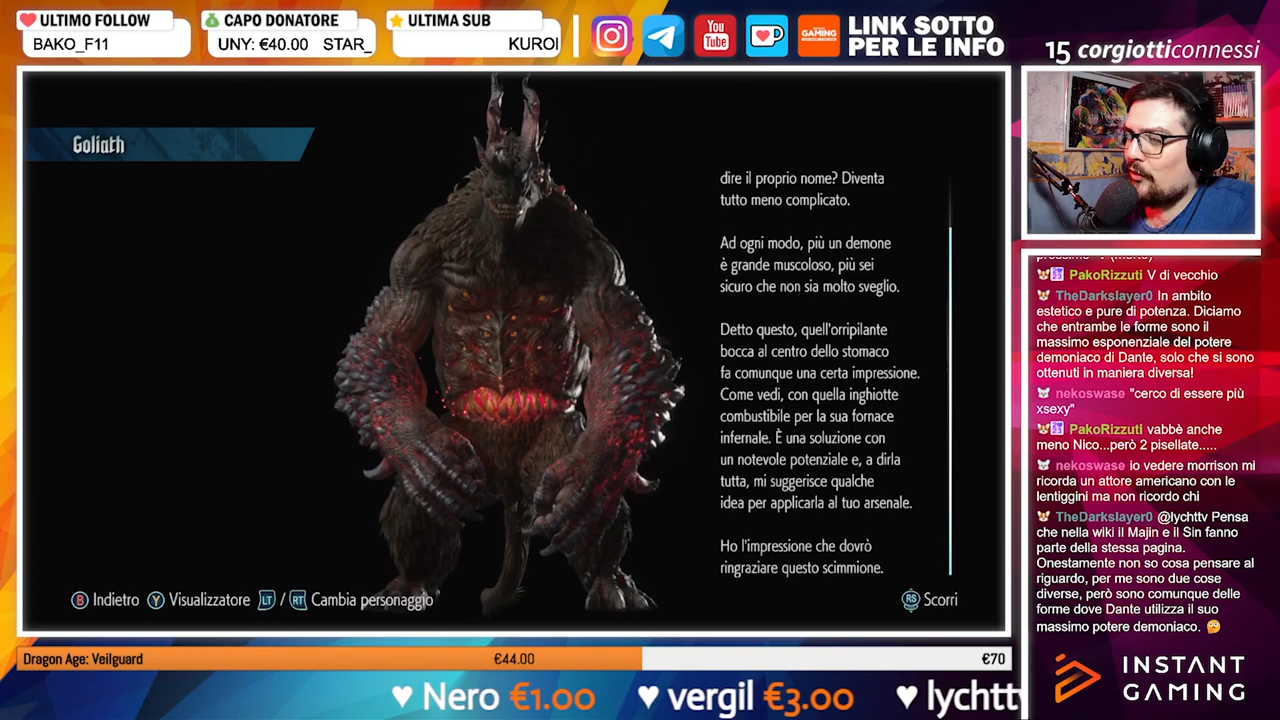 ULTIMO FOLLOW
BAKO_F11
CAPO DONATORE
UNY: €40.00 STAR_
ULTIMA SUB
KUROI
You
Tube
GAMING
LINK SOTTO
PER LE INFO
15 corgiotticonnessi
Goliath
dire il proprio nome? Diventa
tutto meno complicato.
Ad ogni modo, più un demone
è grande muscoloso, più sei
sicuro che non sia molto sveglio.
Detto questo, quell'orripilante
bocca al centro dello stomaco
fa comunque una certa impressione.
Come vedi, con quella inghiotte
combustibile per la sua fornace
infernale. È una soluzione con
un notevole potenziale e, a dirla
tutta, mi suggerisce qualche
idea per applicarla al tuo arsenale.
Ho l'impressione che dovrò
ringraziare questo scimmione.
B Indietro Y Visualizzatore LT / RT Cambia personaggio
RS Scorri
PakoRizzuti V di vecchio
TheDarkslayer0 In ambito
estetico e pure di potenza. Diciamo
che entrambe le forme sono il
massimo esponenziale del potere
demoniaco di Dante, solo che si sono
ottenuti in maniera diversa!
nekoswase "cerco di essere più
xsexy"
PakoRizzuti vabbè anche
meno Nico...però 2 pisellate.....
nekoswase io vedere morrison mi
ricorda un attore americano con le
lentiggini ma non ricordo chi
TheDarkslayer0 @lychttv Pensa
che nella wiki il Majin e il Sin fanno
parte della stessa pagina.
Onestamente non so cosa pensare al
riguardo, per me sono due cose
diverse, però sono comunque delle
forme dove Dante utilizza il suo
massimo potere demoniaco.
Dragon Age: Veilguard €44.00 €70
Nero €1.00 vergil €3.00 lychttv
INSTANT
GAMING